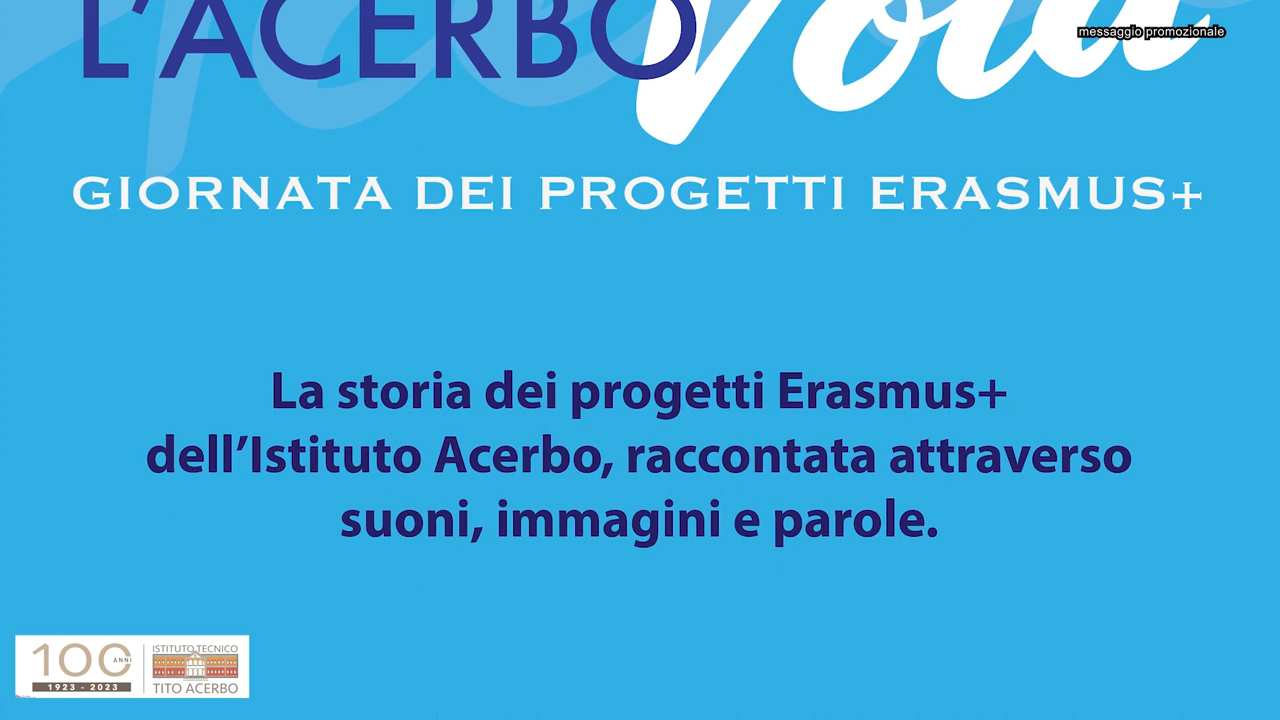 L'ACERBO
messaggio promozionale
GIORNATA DEI PROGETTI ERASMUS+
La storia dei progetti Erasmus+
dell'Istituto Acerbo, raccontata attraverso
suoni, immagini e parole.
100 ANNI
1923 - 2023
ISTITUTO TECNICO
TITO ACERBO